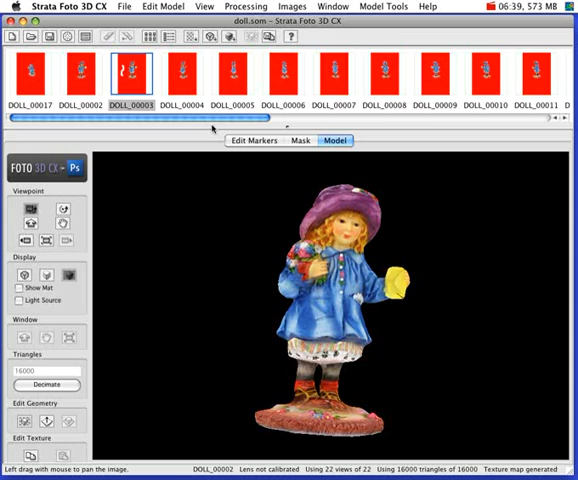 Strata Foto 3D CX File Edit Model View Processing Images Window Model Tools Help 06:39, 573 MB
doll.som – Strata Foto 3D CX
DOLL_00017 DOLL_00002 DOLL_00003 DOLL_00004 DOLL_00005 DOLL_00006 DOLL_00007 DOLL_00008 DOLL_00009 DOLL_00010 DOLL_00011 D
Edit Markers Mask Model
FOTO 3D CX Ps
Viewpoint
Display
Show Mat
Light Source
Window
Triangles
16000
Decimate
Edit Geometry
Edit Texture
Left drag with mouse to pan the image. DOLL_00002 Lens not calibrated Using 22 views of 22 Using 16000 triangles of 16000 Texture map generated